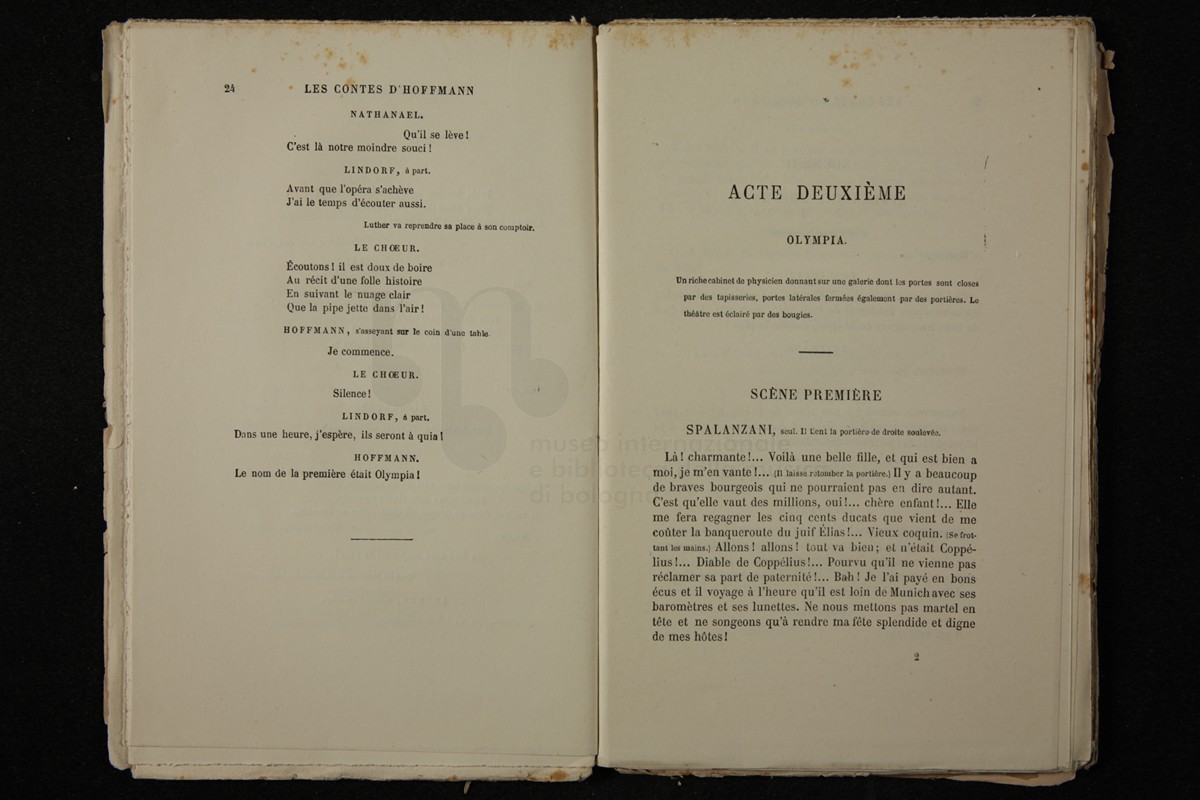 24 LES CONTES D'HOFFMANN
NATHANAEL.
Qu'il se lève!
C'est là notre moindre souci!
LINDORF, à part.
Avant que l'opéra s'achève
J'ai le temps d'écouter aussi.
Luther va reprendre sa place à son comptoir.
LE CHŒUR.
Écoutons! il est doux de boire
Au récit d'une folle histoire
En suivant le nuage clair
Que la pipe jette dans l'air!
HOFFMANN, s'asseyant sur le coin d'une table
Je commence.
LE CHŒUR.
Silence!
LINDORF, à part.
Dans une heure, j'espère, ils seront à quia!
HOFFMANN.
Le nom de la première était Olympia!
ACTE DEUXIÈME
OLYMPIA.
Un riche cabinet de physicien donnant sur une galerie dont les portes sont closes
par des tapisseries, portes latérales fermées également par des portières. Le
théâtre est éclairé par des bougies.
SCÈNE PREMIÈRE
SPALANZANI, seul. Il tient la portière de droite soulevée.
Là! charmante!... Voilà une belle fille, et qui est bien a
moi, je m'en vante!... (Il laisse retomber la portière.) Il y a beaucoup
de braves bourgeois qui ne pourraient pas en dire autant.
C'est qu'elle vaut des millions, oui!... chère enfant!... Elle
me fera regagner les cinq cents ducats que vient de me
coûter la banqueroute du juif Élias!... Vieux coquin. (Se frot-
tant les mains.) Allons! allons! tout va bien; et n'était Coppé-
lius!... Diable de Coppélius!... Pourvu qu'il ne vienne pas
réclamer sa part de paternité!... Bah! Je l'ai payé en bons
écus et il voyage à l'heure qu'il est loin de Munich avec ses
baromètres et ses lunettes. Ne nous mettons pas martel en
tête et ne songeons qu'à rendre ma fête splendide et digne
de mes hôtes!
2
museo internazionale
e biblioteca
di bologna